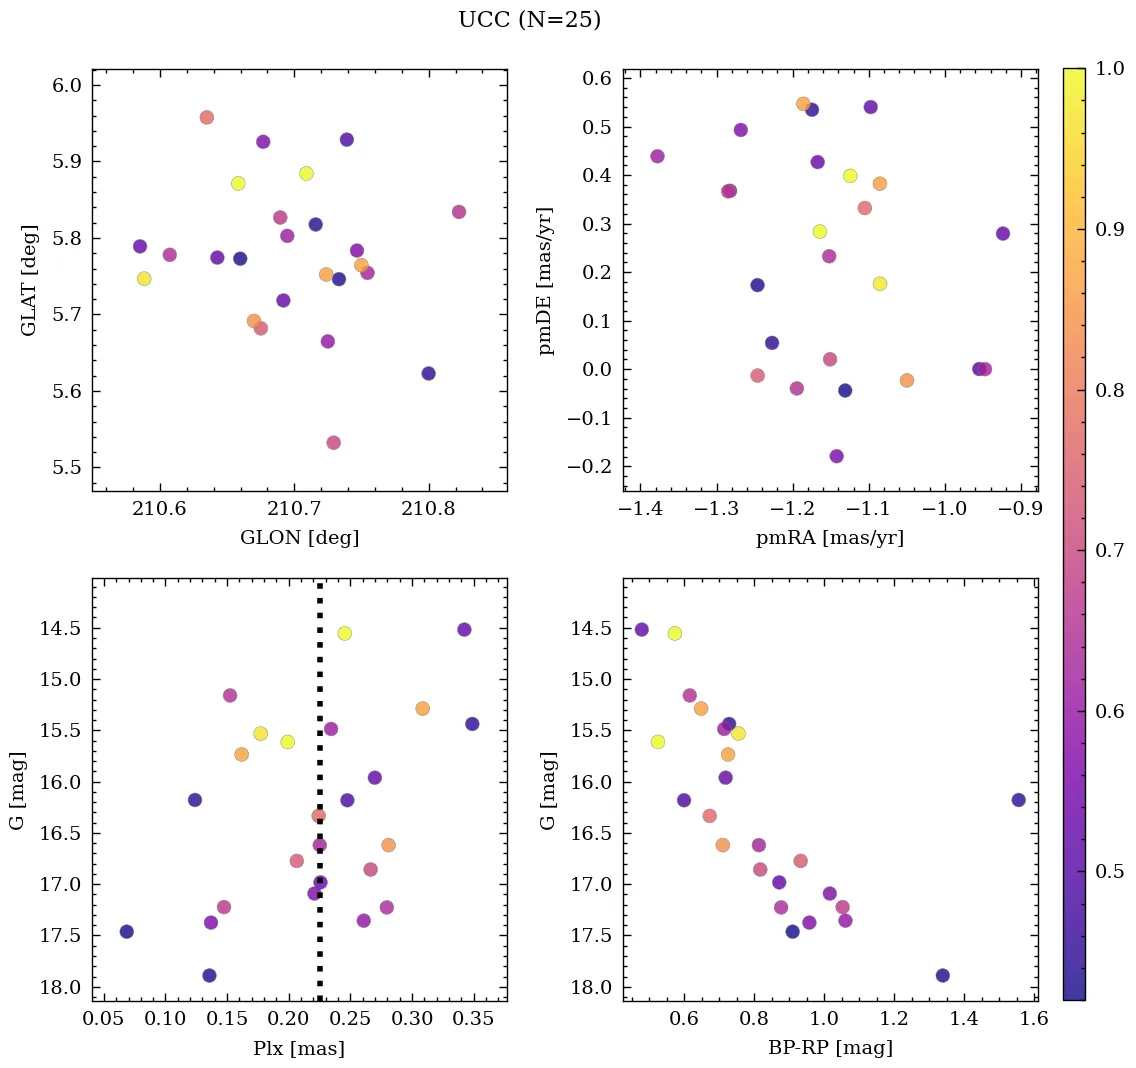 UCC (N=25)
6.0
5.9
5.8
5.7
5.6
5.5
GLAT [deg]
210.6 210.7 210.8
GLON [deg]
0.6
0.5
0.4
0.3
0.2
0.1
0.0
−0.1
−0.2
pmDE [mas/yr]
−1.4 −1.3 −1.2 −1.1 −1.0 −0.9
pmRA [mas/yr]
14.5
15.0
15.5
16.0
16.5
17.0
17.5
18.0
G [mag]
0.05 0.10 0.15 0.20 0.25 0.30 0.35
Plx [mas]
14.5
15.0
15.5
16.0
16.5
17.0
17.5
18.0
G [mag]
0.6 0.8 1.0 1.2 1.4 1.6
BP-RP [mag]
1.0
0.9
0.8
0.7
0.6
0.5